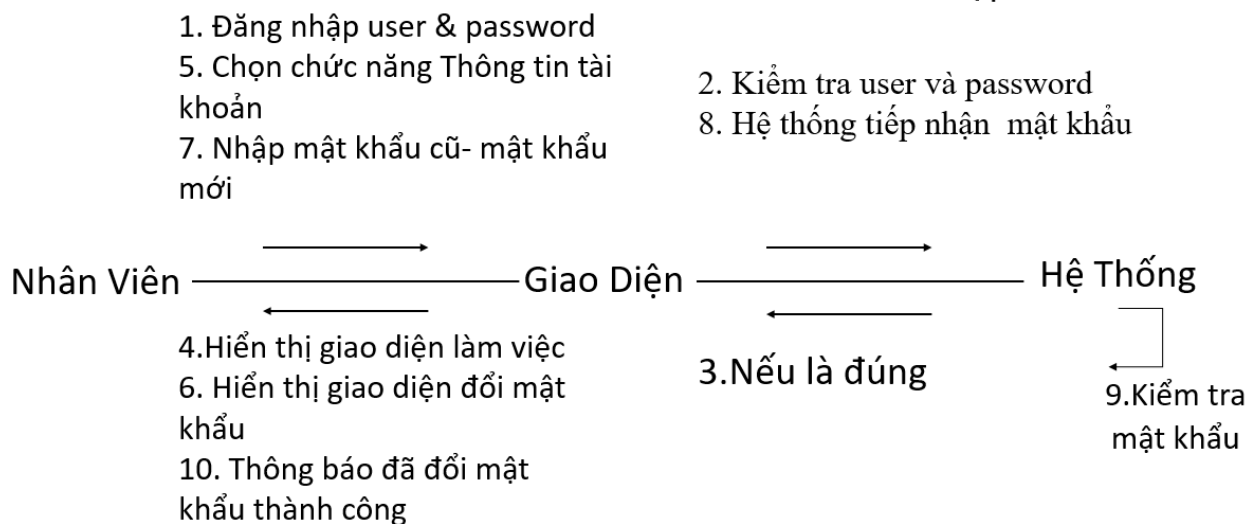 1. Đăng nhập user & password
5. Chọn chức năng Thông tin tài
khoản
7. Nhập mật khẩu cũ- mật khẩu
mới
2. Kiểm tra user và password
8. Hệ thống tiếp nhận mật khẩu
Nhân Viên
Giao Diện
Hệ Thống
4.Hiển thị giao diện làm việc
6. Hiển thị giao diện đổi mật
khẩu
10. Thông báo đã đổi mật
khẩu thành công
3.Nếu là đúng
9.Kiểm tra
mật khẩu